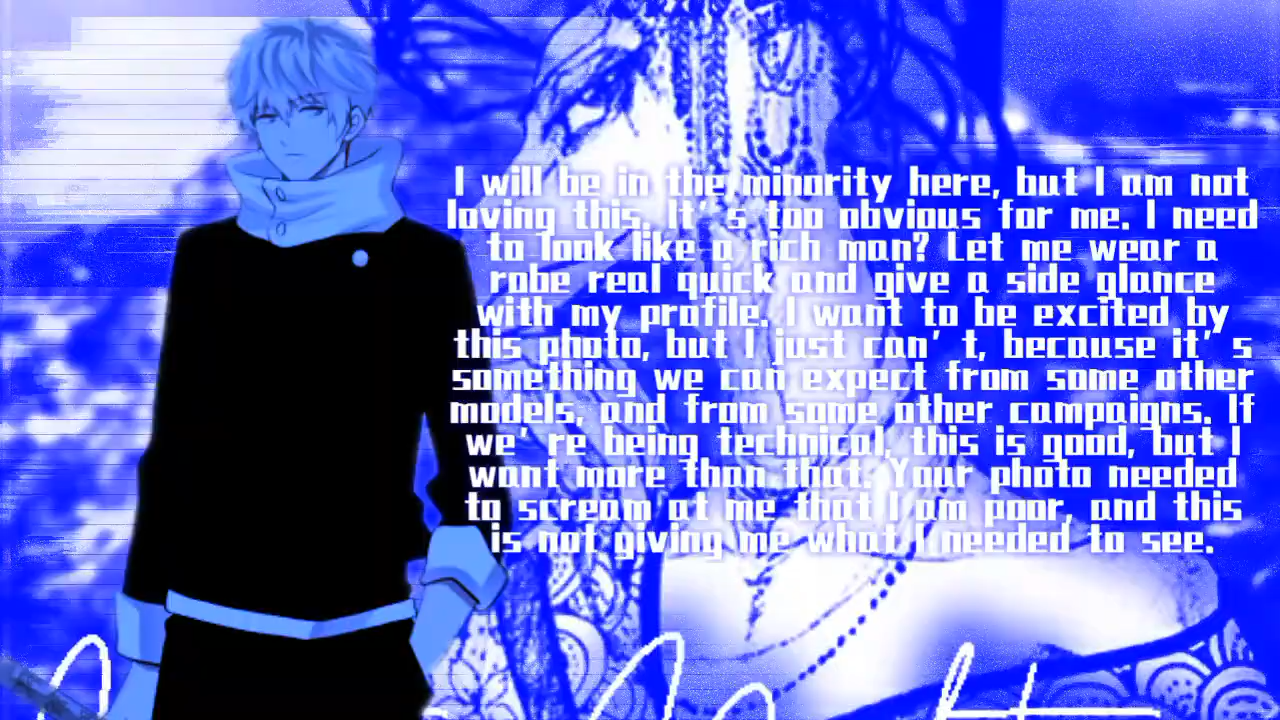 I will be in the minority here, but I am not
loving this. It’s too obvious for me. I need
to look like a rich man? Let me wear a
robe real quick and give a side glance
with my profile. I want to be excited by
this photo, but I just can’t, because it’s
something we can expect from some other
models, and from some other campaigns. If
we’re being technical, this is good, but I
want more than that. Your photo needed
to scream at me that I am poor, and this
is not giving me what I needed to see.